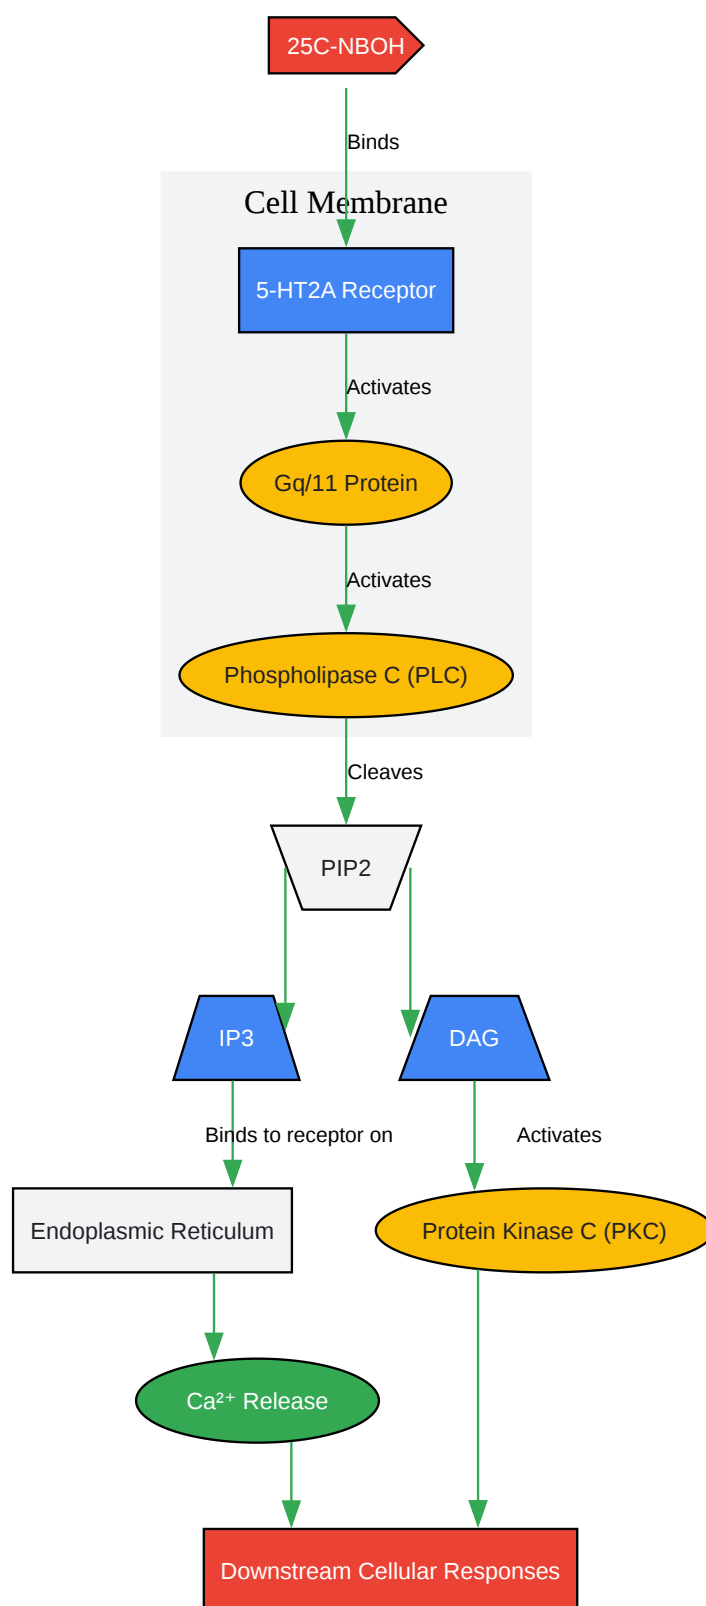 25C-NBOH
Binds
Cell Membrane
5-HT2A Receptor
Activates
Gq/11 Protein
Activates
Phospholipase C (PLC)
Cleaves
PIP2
IP3
DAG
Binds to receptor on
Activates
Endoplasmic Reticulum
Protein Kinase C (PKC)
Ca²⁺ Release
Downstream Cellular Responses